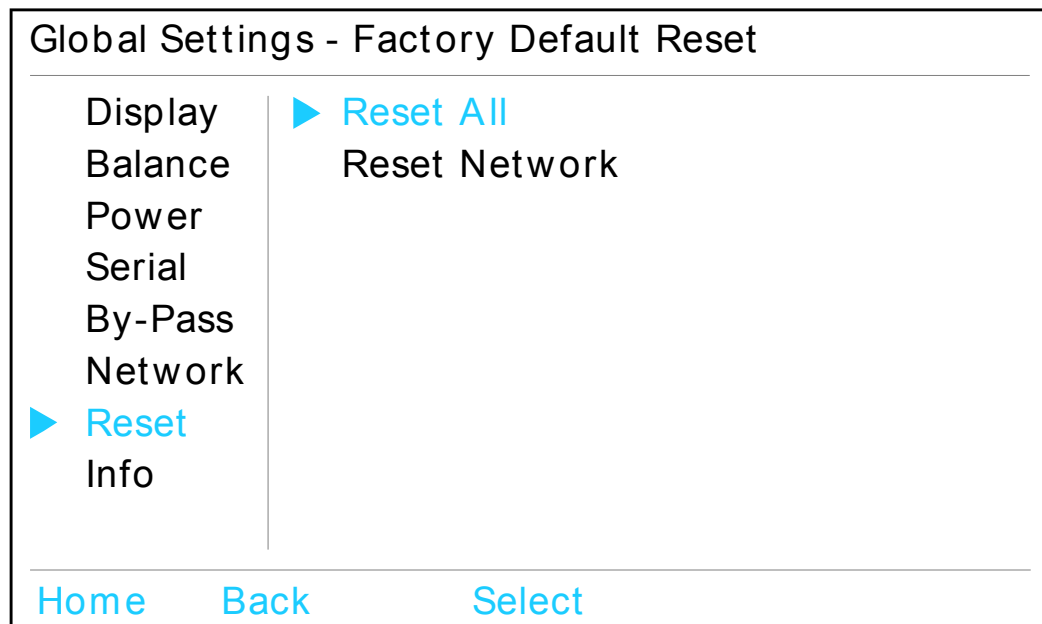 Global Settings - Factory Default Reset
Display
Balance
Power
Serial
By-Pass
Network
Reset
Info
Reset All
Reset Network
Home Back Select